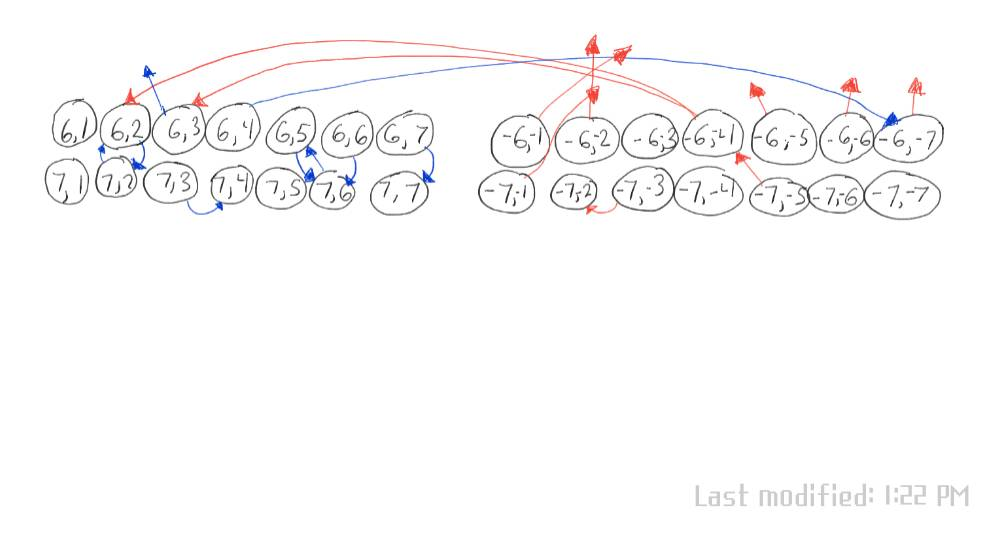 6,1 6,2 6,3 6,4 6,5 6,6 6,7 -6,-1 -6,-2 -6,-3 -6,-4 -6,-5 -6,-6 -6,-7
7,1 7,2 7,3 7,4 7,5 7,6 7,7 -7,-1 -7,-2 -7,-3 -7,-4 -7,-5 -7,-6 -7,-7
Last modified: 1:22 PM